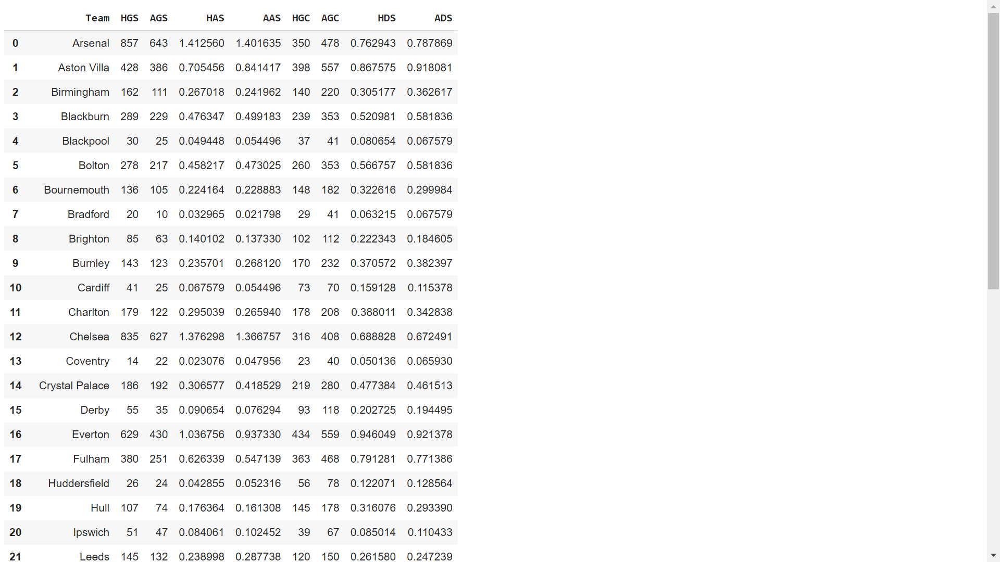 Team HGS AGS HAS AAS HGC AGC HDS ADS
0 Arsenal 857 643 1.412560 1.401635 350 478 0.762943 0.787869
1 Aston Villa 428 386 0.705456 0.841417 398 557 0.867575 0.918081
2 Birmingham 162 111 0.267018 0.241962 140 220 0.305177 0.362617
3 Blackburn 289 229 0.476347 0.499183 239 353 0.520981 0.581836
4 Blackpool 30 25 0.049448 0.054496 37 41 0.080654 0.067579
5 Bolton 278 217 0.458217 0.473025 260 353 0.566757 0.581836
6 Bournemouth 136 105 0.224164 0.228883 148 182 0.322616 0.299984
7 Bradford 20 10 0.032965 0.021798 29 41 0.063215 0.067579
8 Brighton 85 63 0.140102 0.137330 102 112 0.222343 0.184605
9 Burnley 143 123 0.235701 0.268120 170 232 0.370572 0.382397
10 Cardiff 41 25 0.067579 0.054496 73 70 0.159128 0.115378
11 Charlton 179 122 0.295039 0.265940 178 208 0.388011 0.342838
12 Chelsea 835 627 1.376298 1.366757 316 408 0.688828 0.672491
13 Coventry 14 22 0.023076 0.047956 23 40 0.050136 0.065930
14 Crystal Palace 186 192 0.306577 0.418529 219 280 0.477384 0.461513
15 Derby 55 35 0.090654 0.076294 93 118 0.202725 0.194495
16 Everton 629 430 1.036756 0.937330 434 559 0.946049 0.921378
17 Fulham 380 251 0.626339 0.547139 363 468 0.791281 0.771386
18 Huddersfield 26 24 0.042855 0.052316 56 78 0.122071 0.128564
19 Hull 107 74 0.176364 0.161308 145 178 0.316076 0.293390
20 Ipswich 51 47 0.084061 0.102452 39 67 0.085014 0.110433
21 Leeds 145 132 0.238998 0.287738 120 150 0.261580 0.247239